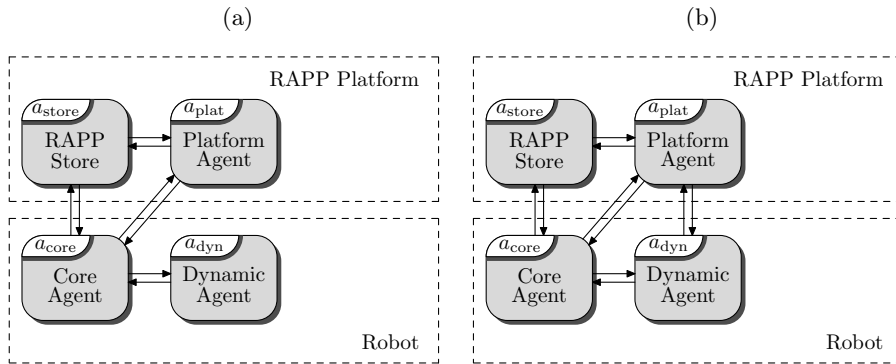 (a)
RAPP Platform
a_store
RAPP
Store
a_plat
Platform
Agent
a_core
Core
Agent
a_dyn
Dynamic
Agent
Robot
(b)
RAPP Platform
a_store
RAPP
Store
a_plat
Platform
Agent
a_core
Core
Agent
a_dyn
Dynamic
Agent
Robot